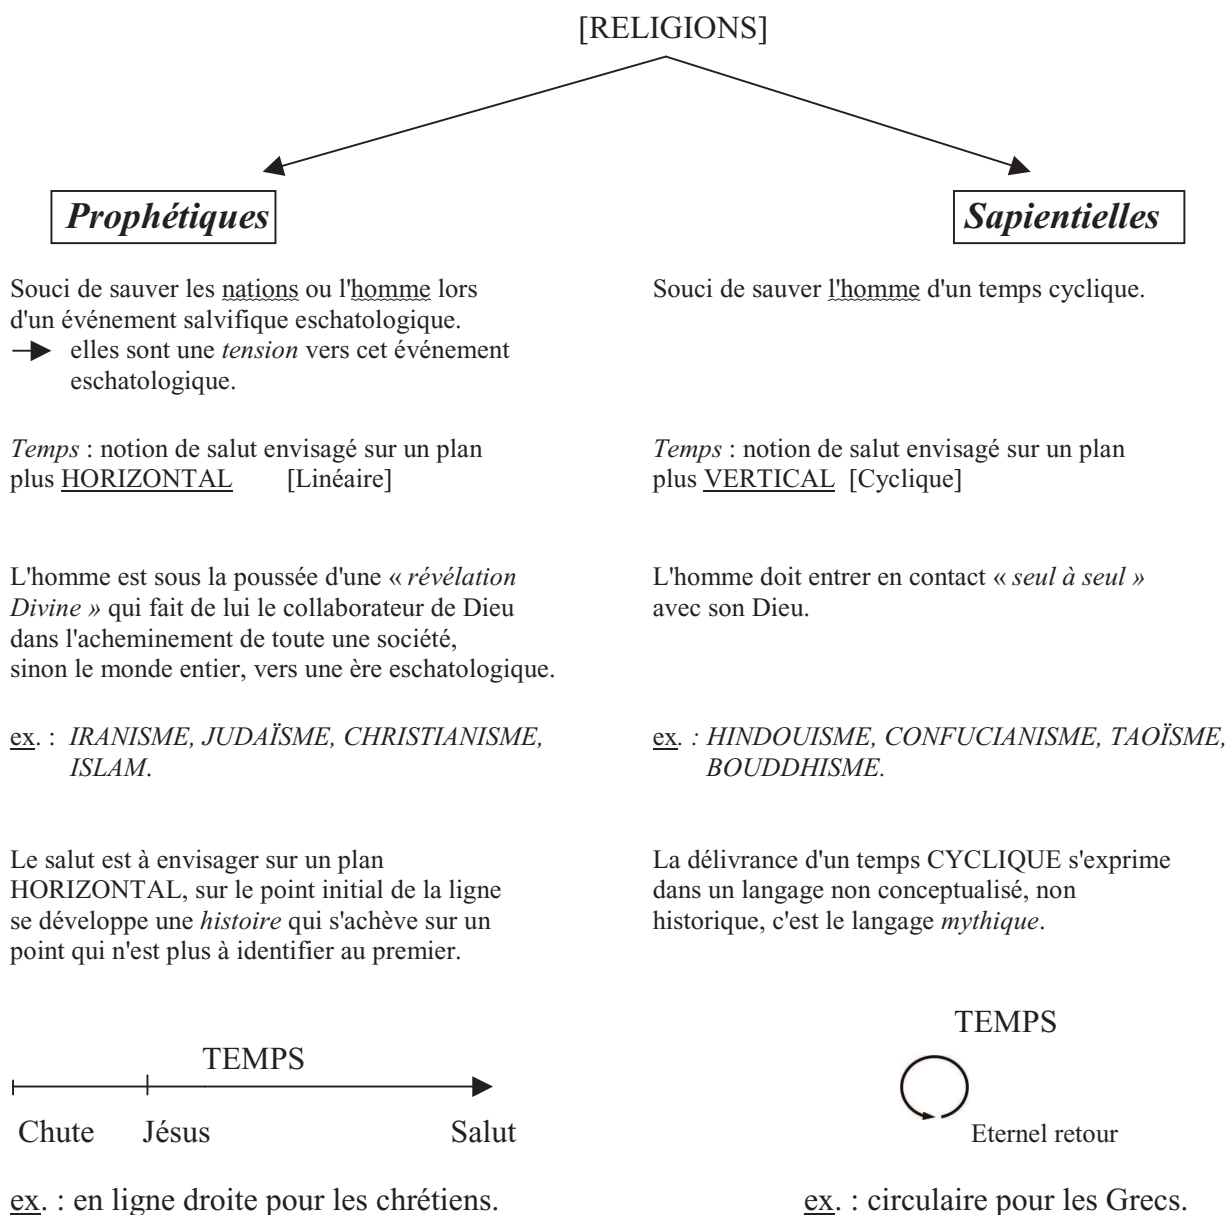 [RELIGIONS]
Prophétiques
Souci de sauver les nations ou l'homme lors
d'un événement salvifique eschatologique.
elles sont une tension vers cet événement
eschatologique.
Temps : notion de salut envisagé sur un plan
plus HORIZONTAL [Linéaire]
L'homme est sous la poussée d'une « révélation
Divine » qui fait de lui le collaborateur de Dieu
dans l'acheminement de toute une société,
sinon le monde entier, vers une ère eschatologique.
ex. : IRANISME, JUDAÏSME, CHRISTIANISME,
ISLAM.
Le salut est à envisager sur un plan
HORIZONTAL, sur le point initial de la ligne
se développe une histoire qui s'achève sur un
point qui n'est plus à identifier au premier.
TEMPS
Chute Jésus Salut
ex. : en ligne droite pour les chrétiens.
Sapientielles
Souci de sauver l'homme d'un temps cyclique.
Temps : notion de salut envisagé sur un plan
plus VERTICAL [Cyclique]
L'homme doit entrer en contact « seul à seul »
avec son Dieu.
ex. : HINDOUISME, CONFUCIANISME, TAOÏSME,
BOUDDHISME.
La délivrance d'un temps CYCLIQUE s'exprime
dans un langage non conceptualisé, non
historique, c'est le langage mythique.
TEMPS
Eternel retour
ex. : circulaire pour les Grecs.